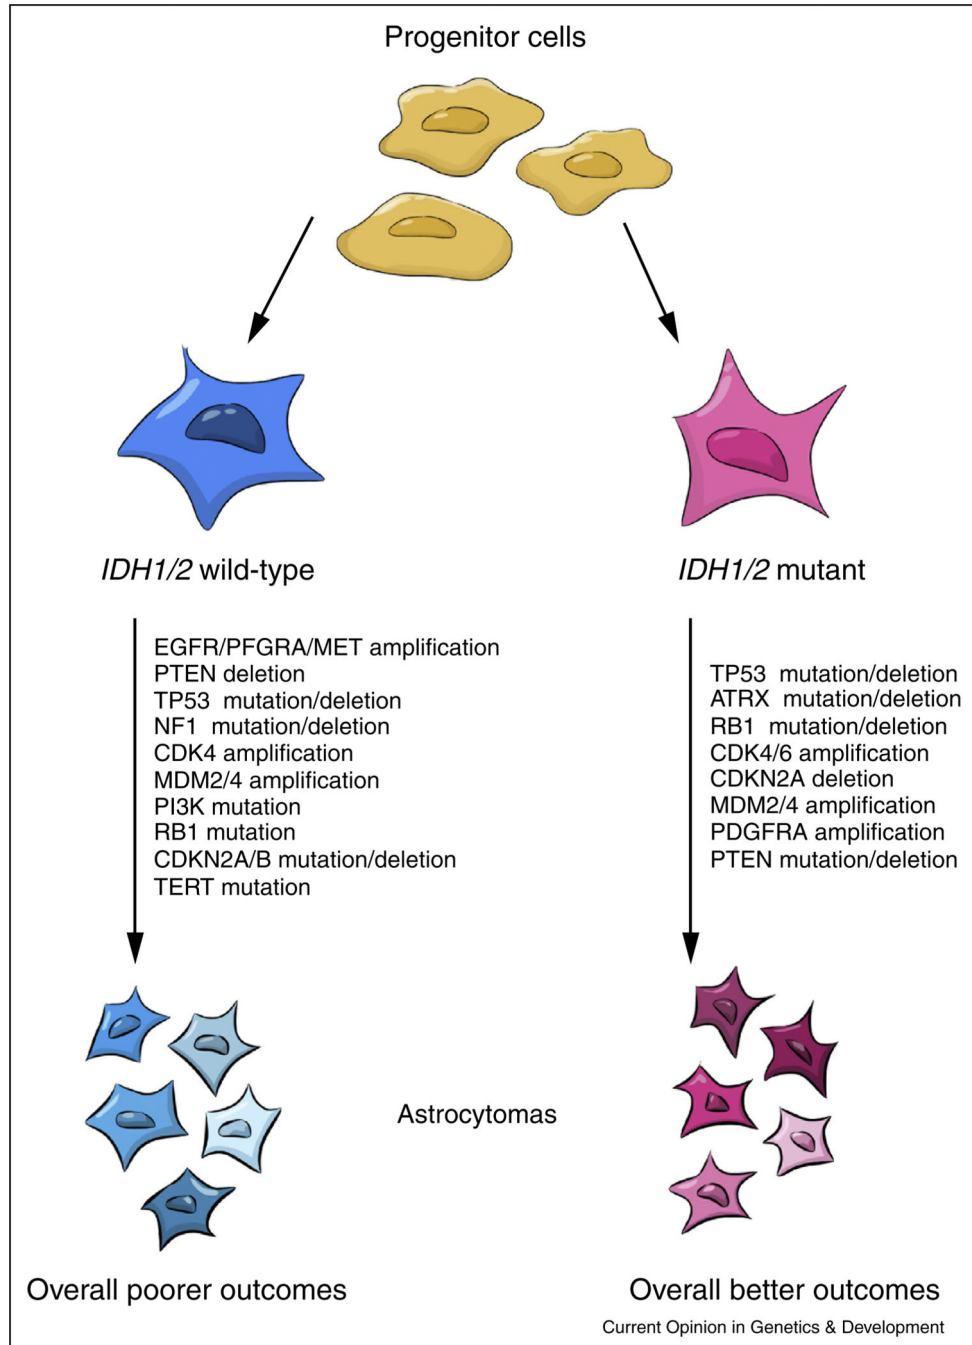 Progenitor cells
IDH1/2 wild-type
EGFR/PFGRA/MET amplification
PTEN deletion
TP53 mutation/deletion
NF1 mutation/deletion
CDK4 amplification
MDM2/4 amplification
PI3K mutation
RB1 mutation
CDKN2A/B mutation/deletion
TERT mutation
IDH1/2 mutant
TP53 mutation/deletion
ATRX mutation/deletion
RB1 mutation/deletion
CDK4/6 amplification
CDKN2A deletion
MDM2/4 amplification
PDGFRA amplification
PTEN mutation/deletion
Astrocytomas
Overall poorer outcomes
Overall better outcomes
Current Opinion in Genetics & Development